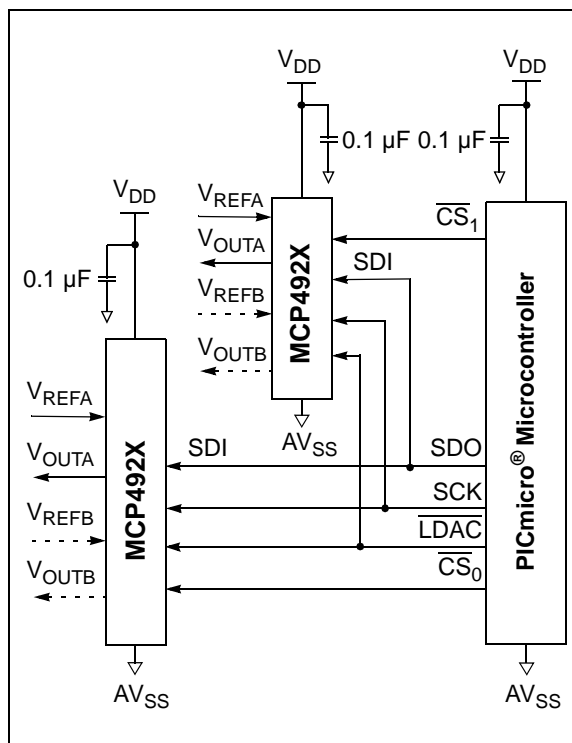 VDD
VDD
0.1 µF
0.1 µF
VREFA
CS1
VDD
VOUTA
SDI
0.1 µF
VREFB
MCP492X
VOUTB
VREFA
AVSS
VOUTA
SDI
SDO
MCP492X
SCK
VREFB
LDAC
VOUTB
CS0
PICmicro® Microcontroller
AVSS
AVSS